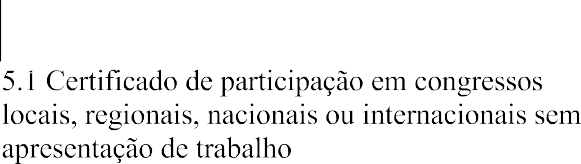 5.1 Certificado de participação em congressos
locais, regionais, nacionais ou internacionais sem
apresentação de trabalho